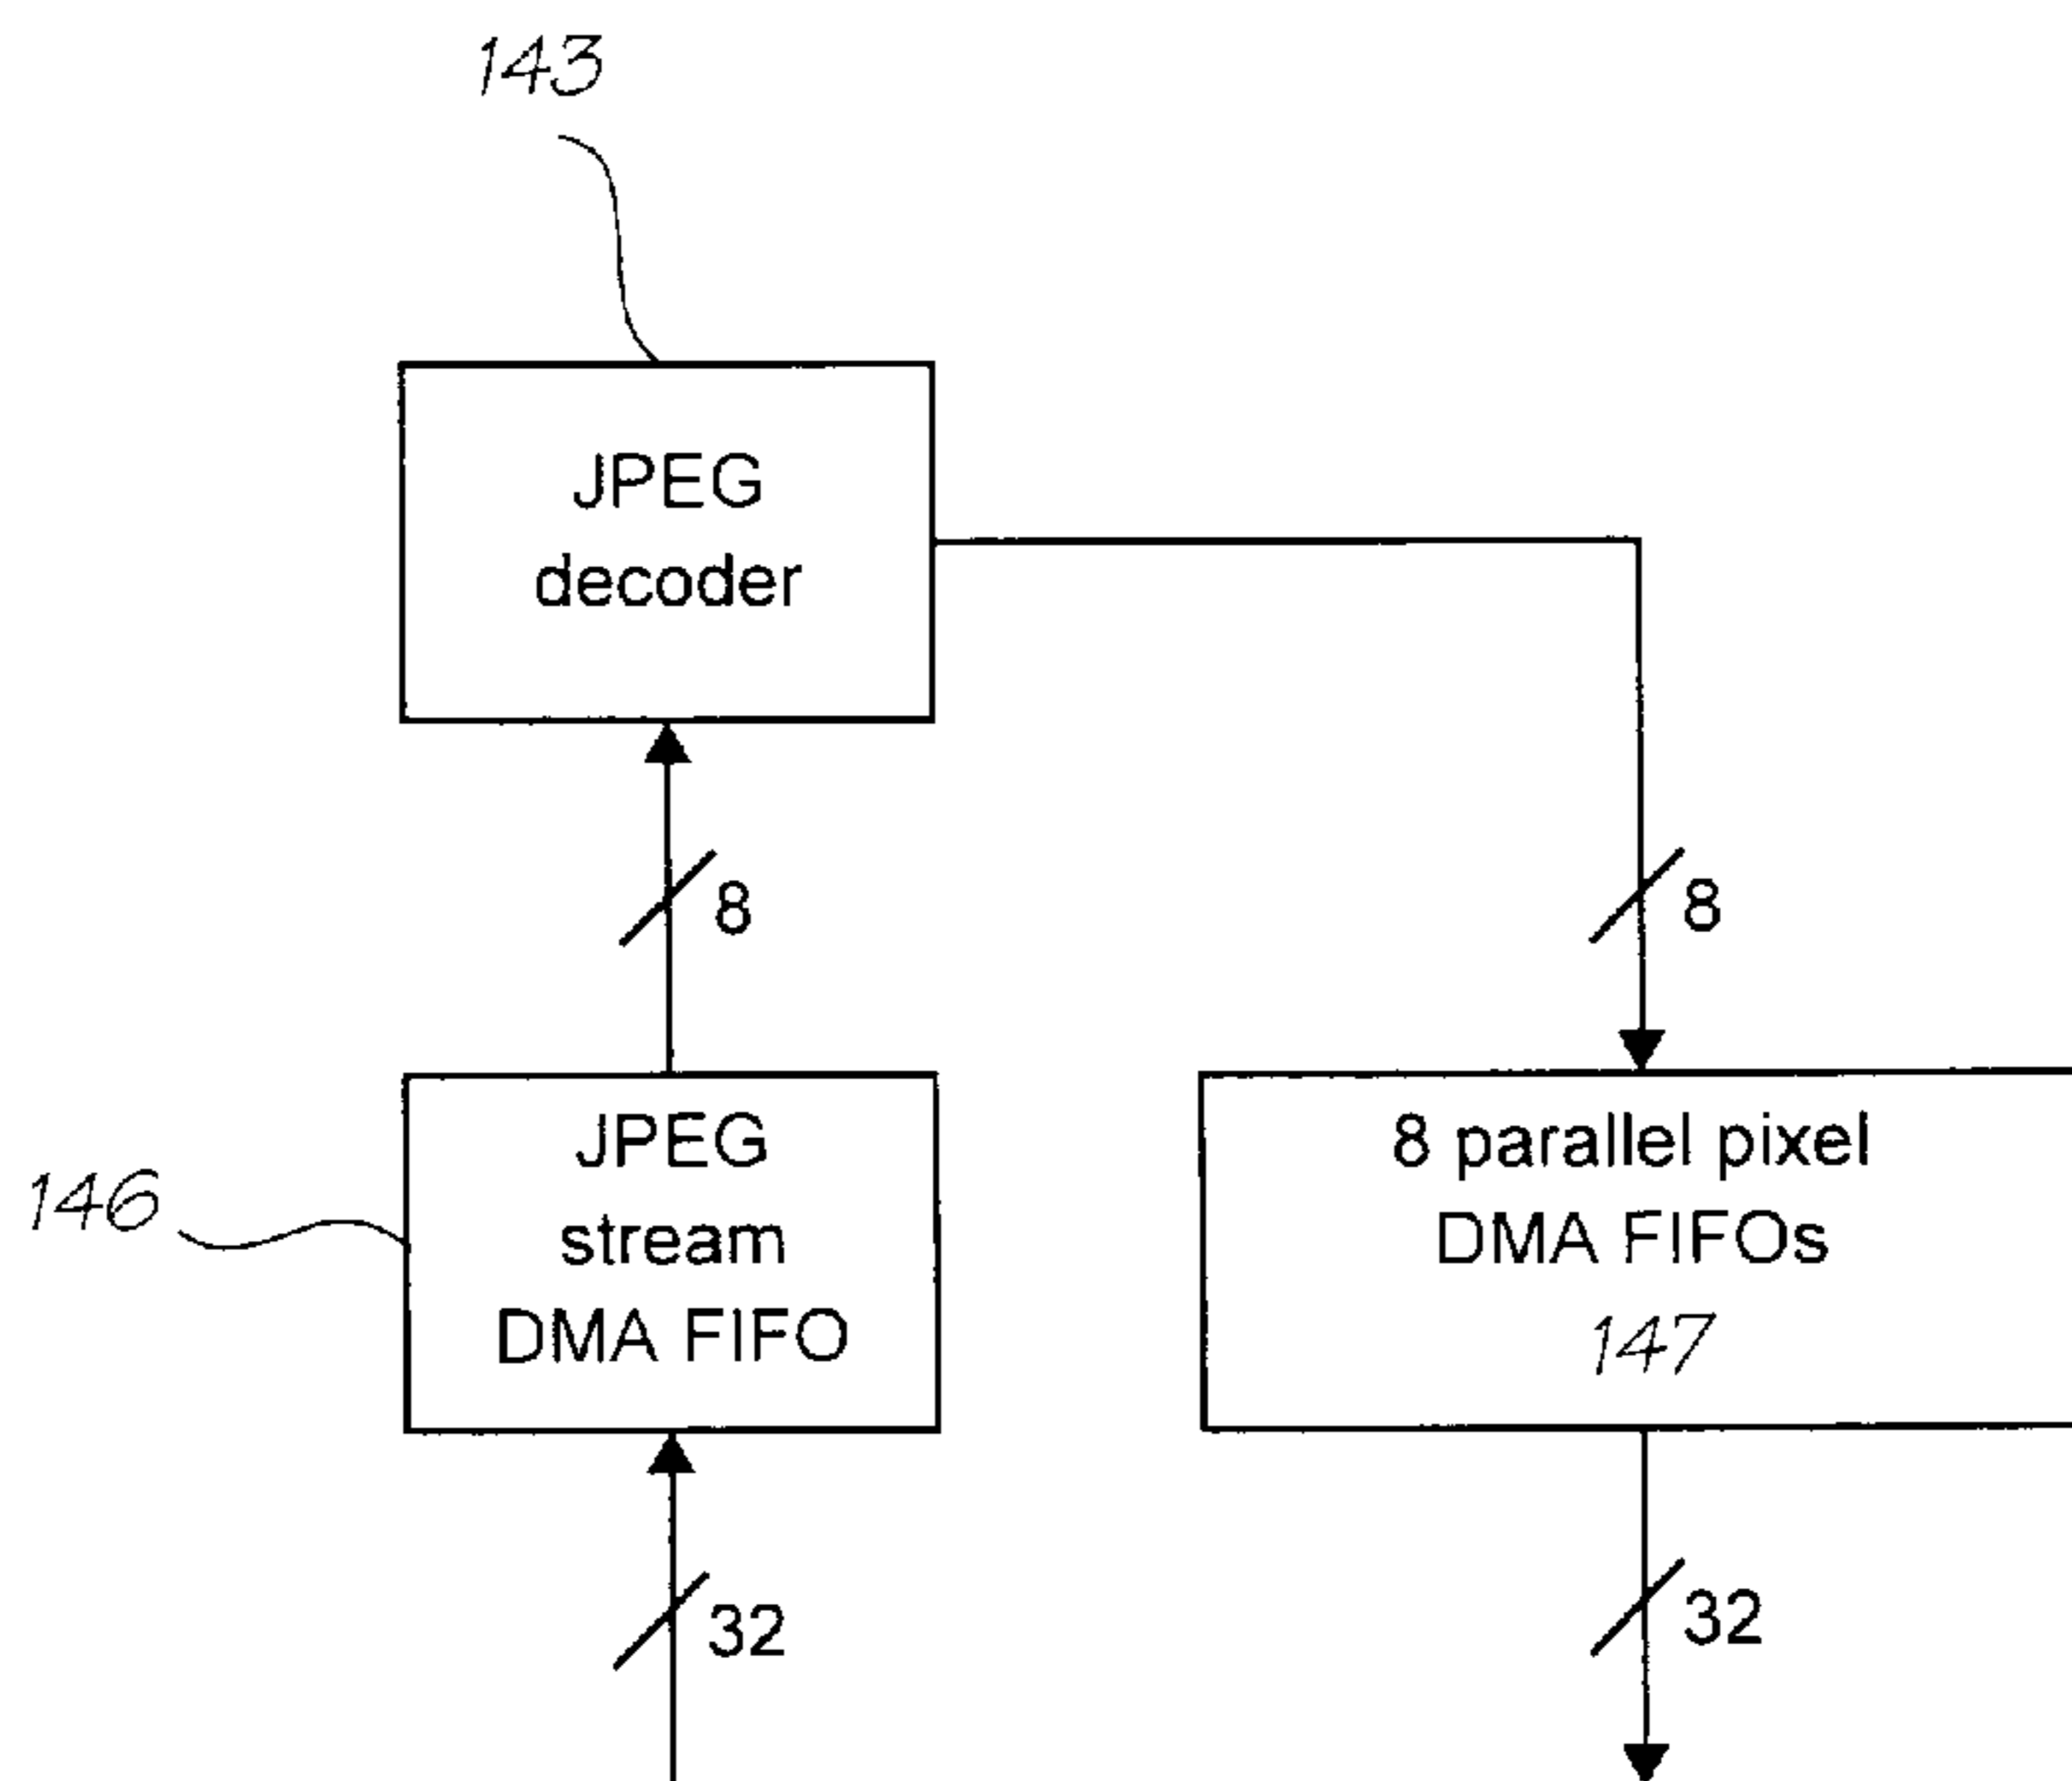 143
JPEG
decoder
8
8
146
JPEG
stream
DMA FIFO
8 parallel pixel
DMA FIFOs
147
32
32